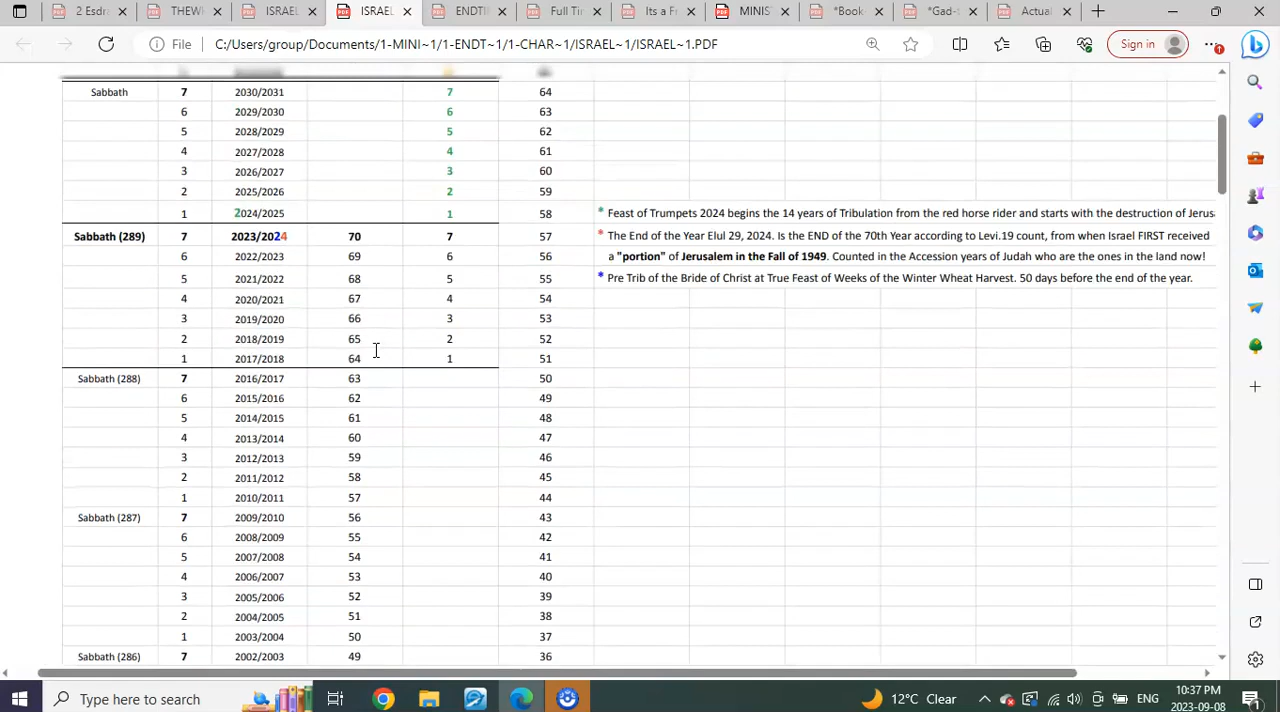 2 Esdra
THEWI
ISRAEL
ISRAEL
ENDTI
Full Tin
Its a Fr
MINIS
*Book-
*Gad-t
Actual
File C:/Users/group/Documents/1-MINI~1/1-ENDT~1/1-CHAR~1/ISRAEL~1/ISRAEL~1.PDF Sign in
Sabbath 7 2030/2031 7 64
6 2029/2030 6 63
5 2028/2029 5 62
4 2027/2028 4 61
3 2026/2027 3 60
2 2025/2026 2 59
1 2024/2025 1 58 * Feast of Trumpets 2024 begins the 14 years of Tribulation from the red horse rider and starts with the destruction of Jerus
Sabbath (289) 7 2023/2024 70 7 57 * The End of the Year Elul 29, 2024. Is the END of the 70th Year according to Levi.19 count, from when Israel FIRST received
6 2022/2023 69 6 56 a "portion" of Jerusalem in the Fall of 1949. Counted in the Accession years of Judah who are the ones in the land now!
5 2021/2022 68 5 55 * Pre Trib of the Bride of Christ at True Feast of Weeks of the Winter Wheat Harvest. 50 days before the end of the year.
4 2020/2021 67 4 54
3 2019/2020 66 3 53
2 2018/2019 65 2 52
1 2017/2018 64 1 51
Sabbath (288) 7 2016/2017 63 50
6 2015/2016 62 49
5 2014/2015 61 48
4 2013/2014 60 47
3 2012/2013 59 46
2 2011/2012 58 45
1 2010/2011 57 44
Sabbath (287) 7 2009/2010 56 43
6 2008/2009 55 42
5 2007/2008 54 41
4 2006/2007 53 40
3 2005/2006 52 39
2 2004/2005 51 38
1 2003/2004 50 37
Sabbath (286) 7 2002/2003 49 36
Type here to search
12°C Clear
ENG
10:37 PM
2023-09-08